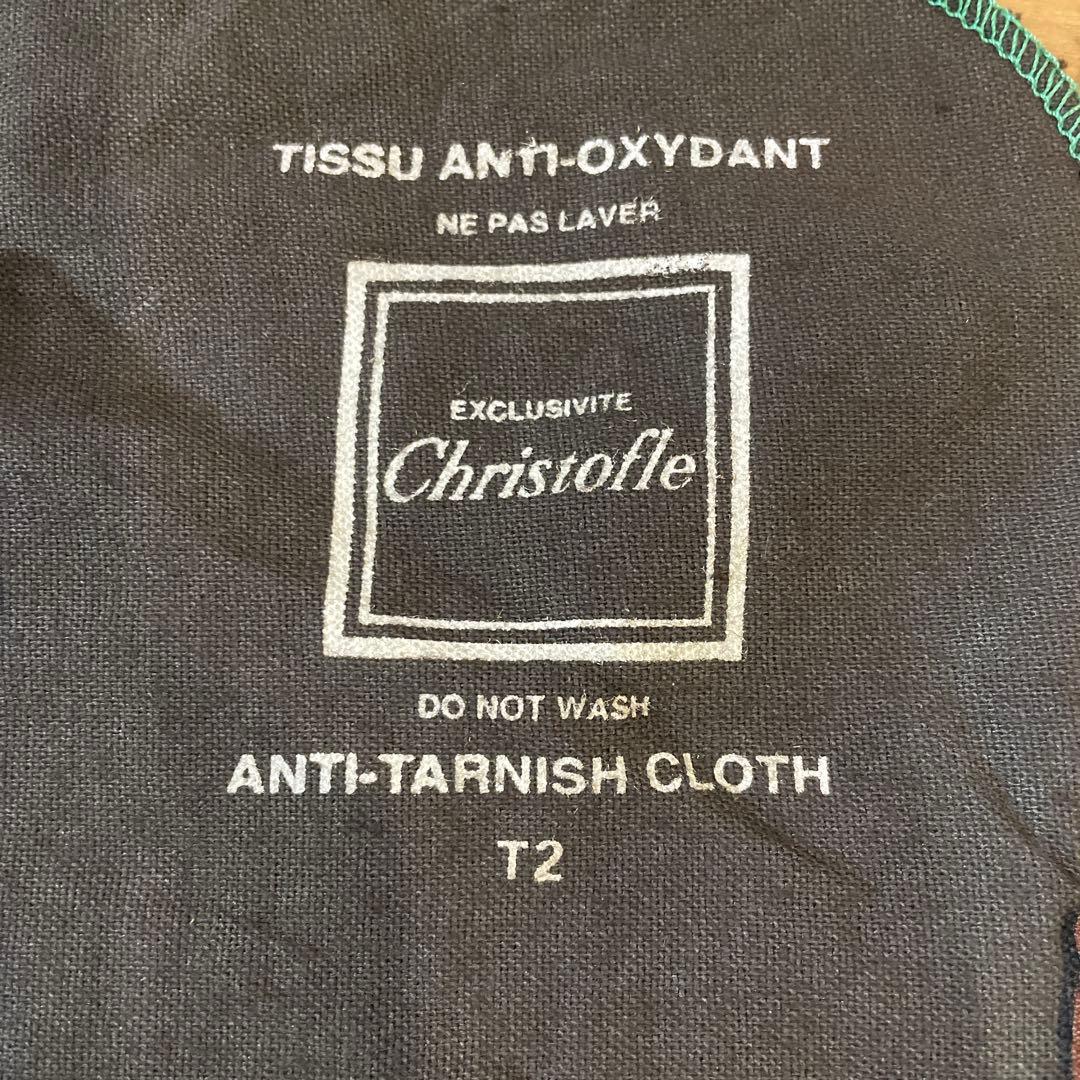 TISSU ANTI-OXYDANT
NE PAS LAVER
EXCLUSIVITE
Christofle
DO NOT WASH
ANTI-TARNISH CLOTH
T2